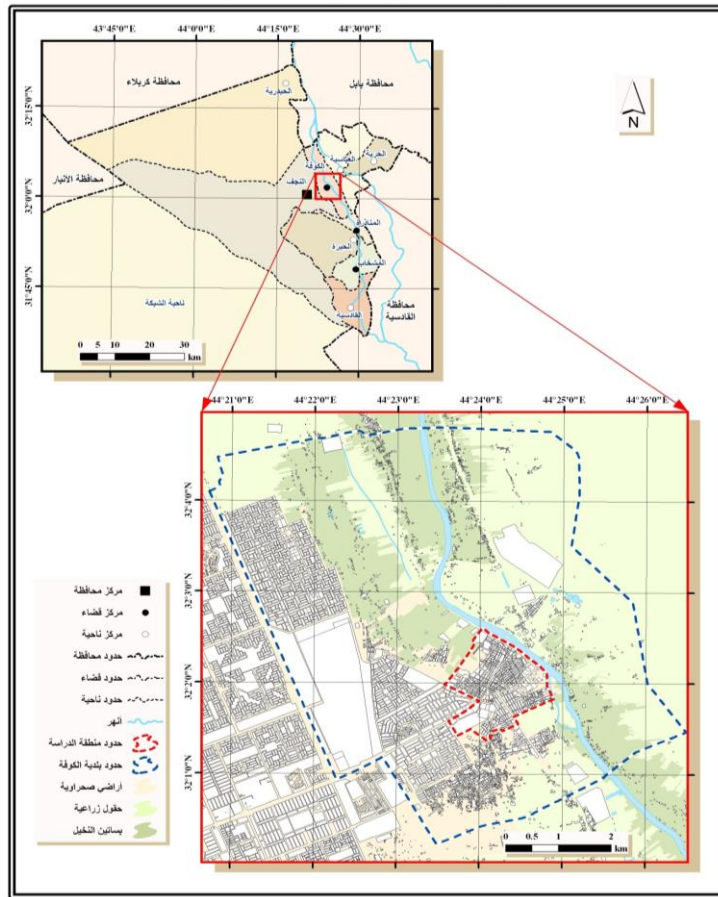 43°45'0"E 44°0'0"E 44°15'0"E 44°30'0"E
32°15'0"N
32°0'0"N
31°45'0"N
محافظة كربلاء
محافظة بابل
الحيدرية
محافظة الانبار
الكوفة
العباسية
الحرية
النجف
المناذرة
الحيرة
المشخاب
القادسية
محافظة
القادسية
ناحية الشبكة
0 5 10 20 30
km
N
44°21'0"E 44°22'0"E 44°23'0"E 44°24'0"E 44°25'0"E 44°26'0"E
32°4'0"N
32°3'0"N
32°2'0"N
32°1'0"N
0 0.5 1 2
km
مركز محافظة
مركز قضاء
مركز ناحية
حدود محافظة
حدود قضاء
حدود ناحية
أنهر
حدود منطقة الدراسة
حدود بلدية الكوفة
اراضي صحراوية
حقول زراعية
بساتين النخيل